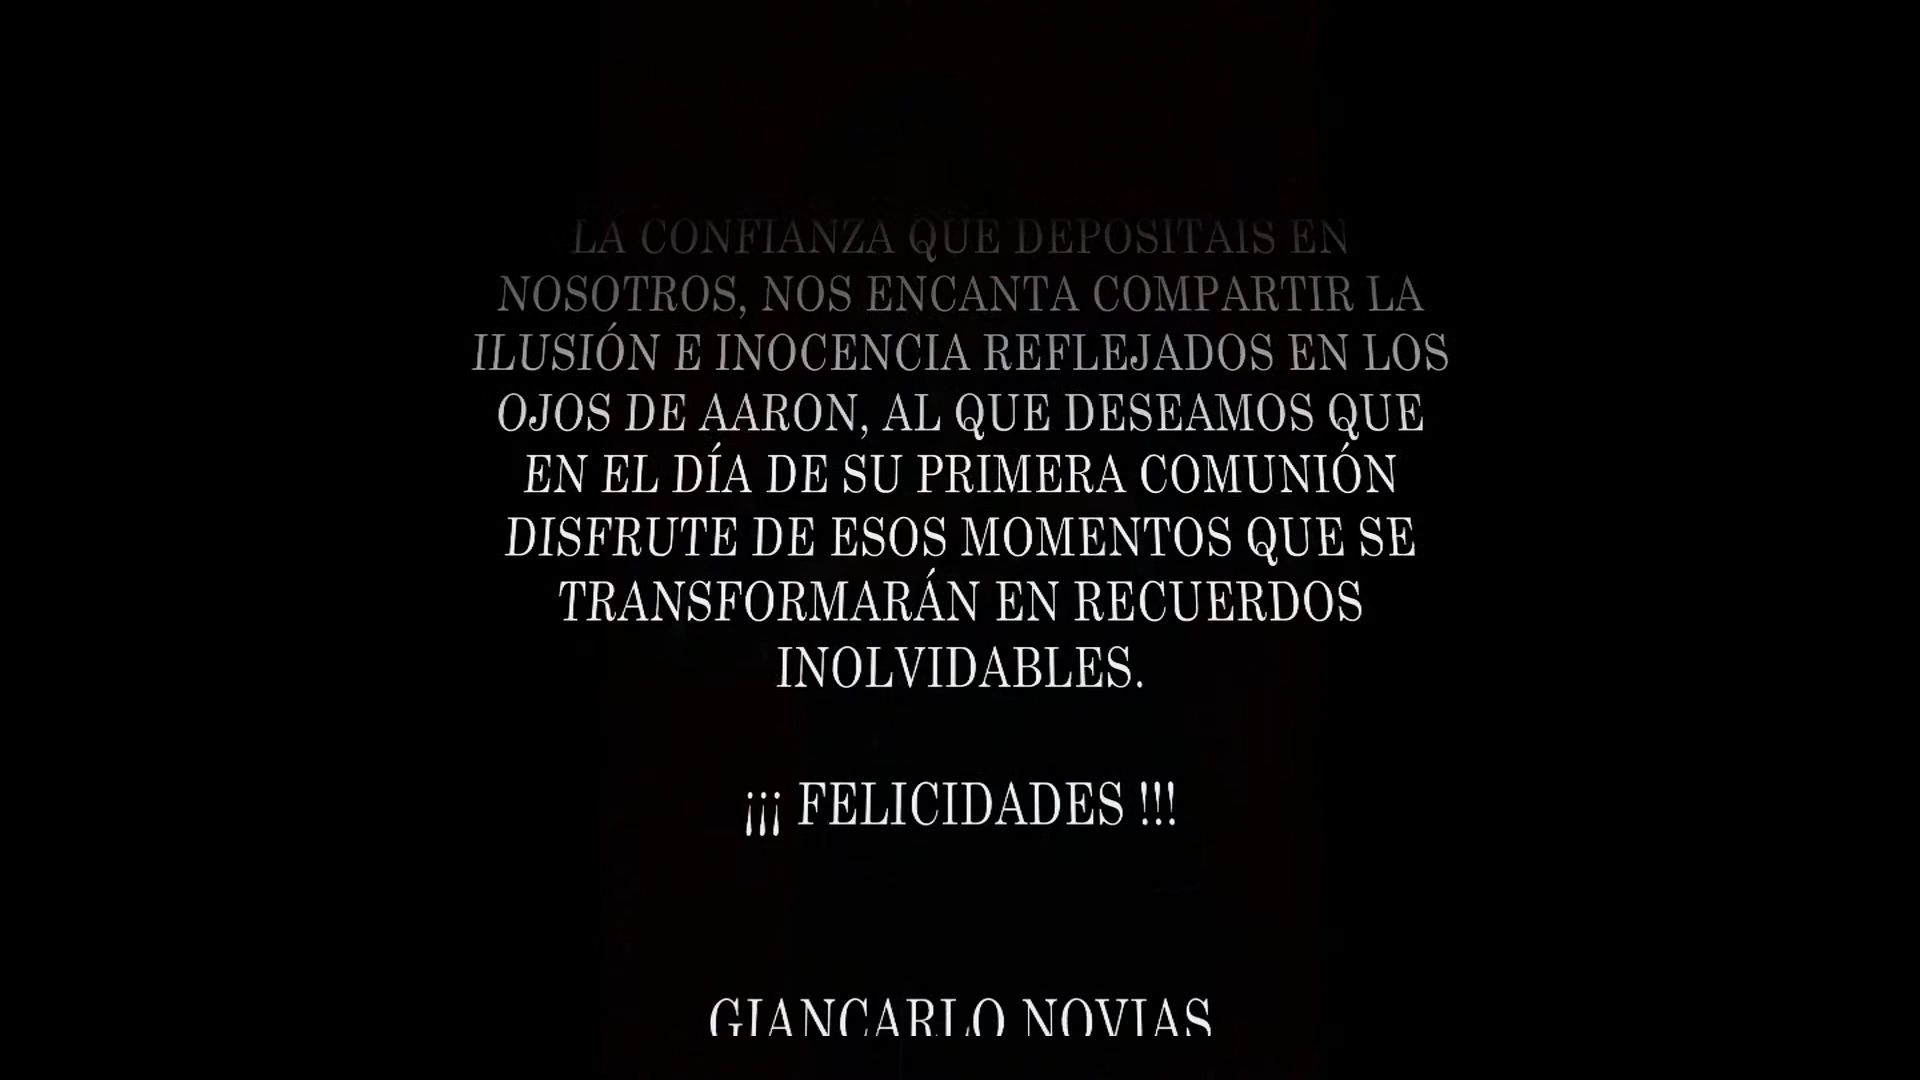 LA CONFIANZA QUE DEPOSITAIS EN
NOSOTROS, NOS ENCANTA COMPARTIR LA
ILUSIÓN E INOCENCIA REFLEJADOS EN LOS
OJOS DE AARON, AL QUE DESEAMOS QUE
EN EL DÍA DE SU PRIMERA COMUNIÓN
DISFRUTE DE ESOS MOMENTOS QUE SE
TRANSFORMARÁN EN RECUERDOS
INOLVIDABLES.
¡¡¡ FELICIDADES !!!
GIANCARLO NOVIAS